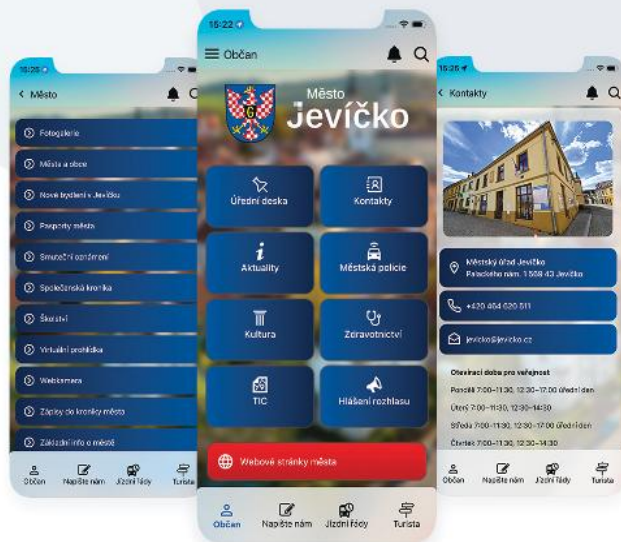 15:25
Město
Fotogalerie
Města a obce
Nové bydlení v Jevíčku
Pasporty města
Smuteční oznámení
Společenská kronika
Školství
Virtuální prohlídka
Webkamera
Zápisy do kroniky města
Základní info o městě
Občan
Napište nám
Jízdní řády
Turista
15:22
Občan
Město
Jevíčko
G
Úřední deska
Kontakty
Aktuality
Městská policie
Kultura
Zdravotnictví
TIC
Hlášení rozhlasu
Webové stránky města
Občan
Napište nám
Jízdní řády
Turista
15:25
Kontakty
Městský úřad Jevíčko
Palackého nám. 1 569 43 Jevíčko
+420 464 620 511
jevicko@jevicko.cz
Otevírací doba pro veřejnost
Pondělí 7:00–11:30, 12:30–17:00 úřední den
Úterý 7:00–11:30, 12:30–14:30
Středa 7:00–11:30, 12:30–17:00 úřední den
Čtvrtek 7:00–11:30, 12:30–14:30
Občan
Napište nám
Jízdní řády
Turista